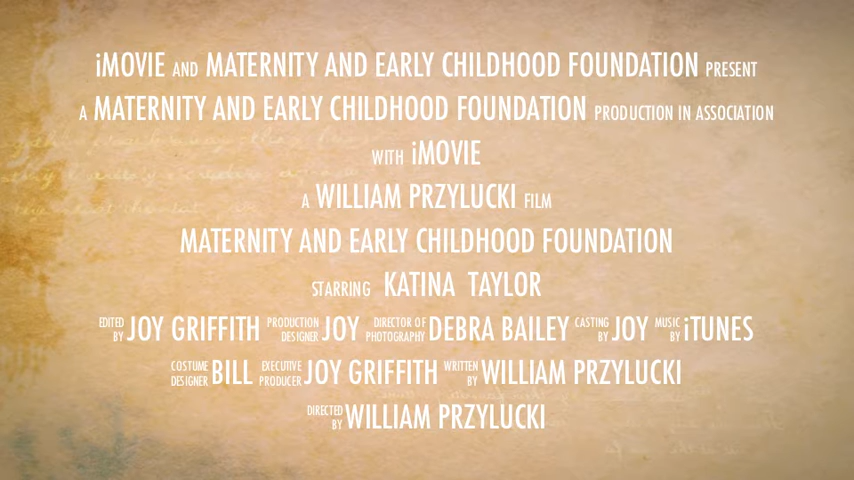 iMOVIE AND MATERNITY AND EARLY CHILDHOOD FOUNDATION PRESENT
A MATERNITY AND EARLY CHILDHOOD FOUNDATION PRODUCTION IN ASSOCIATION
WITH iMOVIE
A WILLIAM PRZYLUCKI FILM
MATERNITY AND EARLY CHILDHOOD FOUNDATION
STARRING KATINA TAYLOR
EDITED BY JOY GRIFFITH PRODUCTION DESIGNER JOY DIRECTOR OF PHOTOGRAPHY DEBRA BAILEY CASTING BY JOY MUSIC BY iTUNES
COSTUME DESIGNER BILL EXECUTIVE PRODUCER JOY GRIFFITH WRITTEN BY WILLIAM PRZYLUCKI
DIRECTED BY WILLIAM PRZYLUCKI